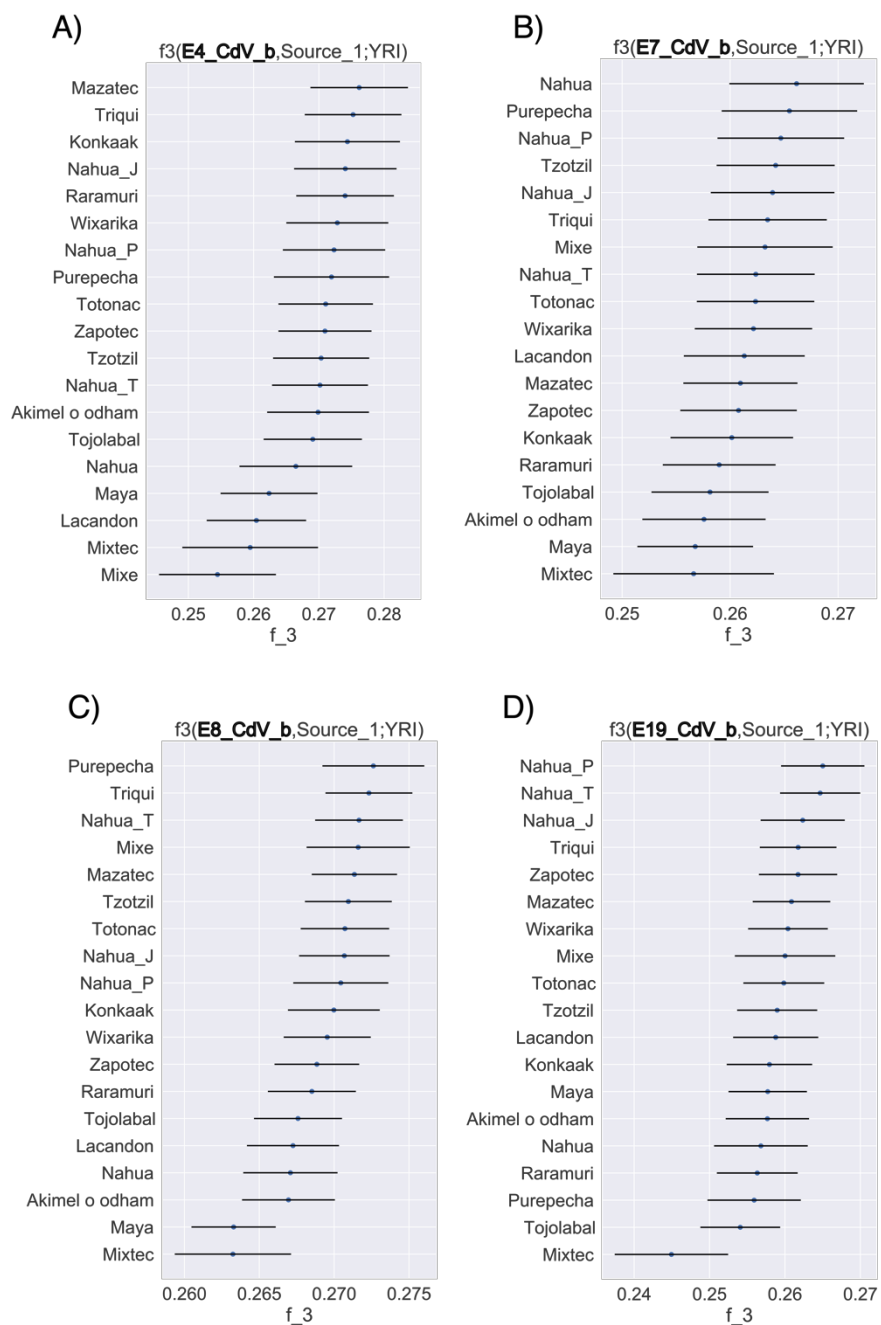 A)
f3(E4_CdV_b,Source_1;YRI)
Mazatec
Triqui
Konkaak
Nahua_J
Raramuri
Wixarika
Nahua_P
Purepecha
Totonac
Zapotec
Tzotzil
Nahua_T
Akimel o odham
Tojolabal
Nahua
Maya
Lacandon
Mixtec
Mixe
0.25 0.26 0.27 0.28
f_3
B)
f3(E7_CdV_b,Source_1;YRI)
Nahua
Purepecha
Nahua_P
Tzotzil
Nahua_J
Triqui
Mixe
Nahua_T
Totonac
Wixarika
Lacandon
Mazatec
Zapotec
Konkaak
Raramuri
Tojolabal
Akimel o odham
Maya
Mixtec
0.25 0.26 0.27
f_3
C)
f3(E8_CdV_b,Source_1;YRI)
Purepecha
Triqui
Nahua_T
Mixe
Mazatec
Tzotzil
Totonac
Nahua_J
Nahua_P
Konkaak
Wixarika
Zapotec
Raramuri
Tojolabal
Lacandon
Nahua
Akimel o odham
Maya
Mixtec
0.260 0.265 0.270 0.275
f_3
D)
f3(E19_CdV_b,Source_1;YRI)
Nahua_P
Nahua_T
Nahua_J
Triqui
Zapotec
Mazatec
Wixarika
Mixe
Totonac
Tzotzil
Lacandon
Konkaak
Maya
Akimel o odham
Nahua
Raramuri
Purepecha
Tojolabal
Mixtec
0.24 0.25 0.26 0.27
f_3